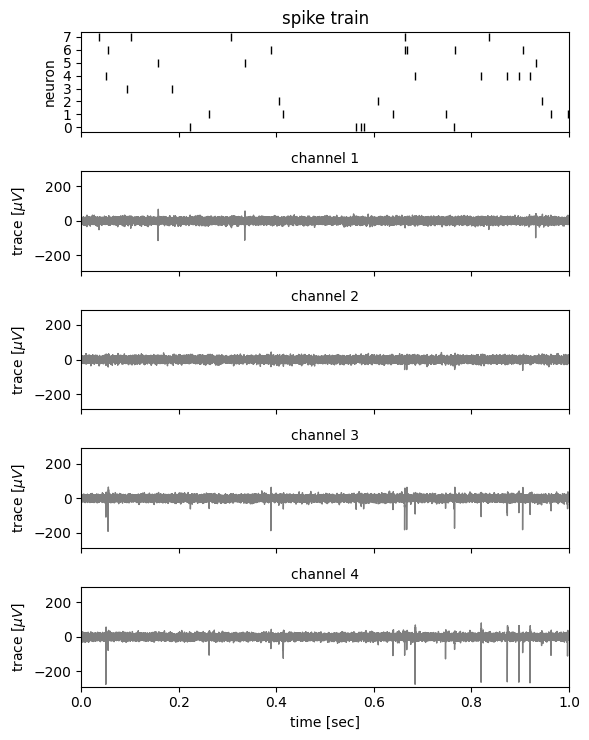 spike train
neuron
7
6
5
4
3
2
1
0
channel 1
trace [μV]
200
0
−200
channel 2
trace [μV]
200
0
−200
channel 3
trace [μV]
200
0
−200
channel 4
trace [μV]
200
0
−200
0.0 0.2 0.4 0.6 0.8 1.0
time [sec]